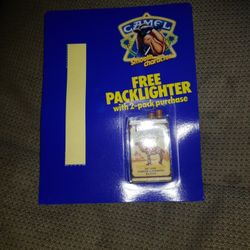 CAMEL
Smooth character
FREE
PACKLIGHTER
with 2-pack purchase